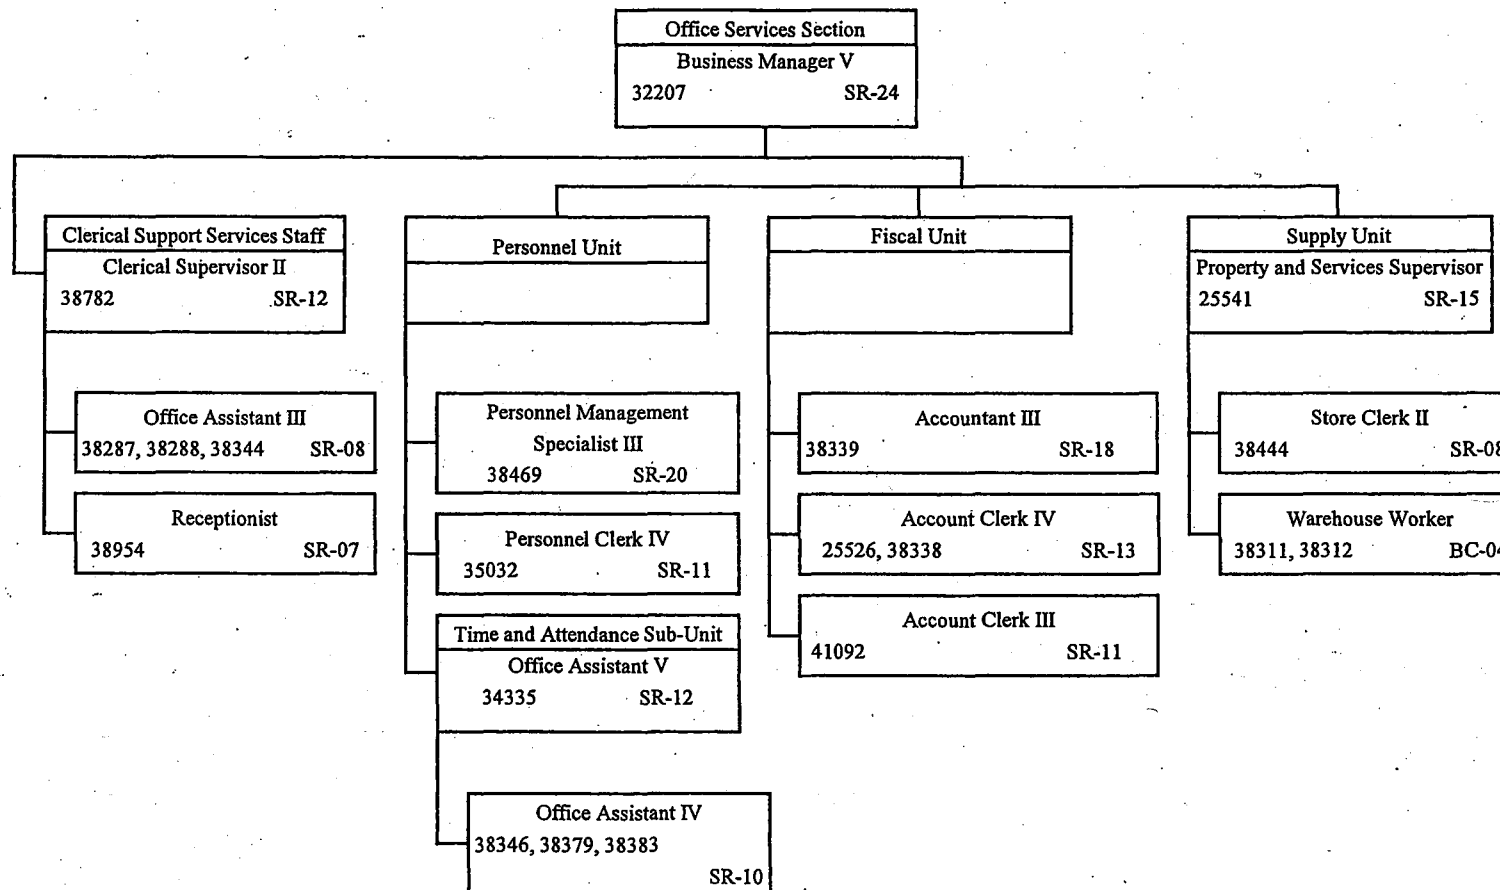 Office Services Section
Business Manager V
32207 SR-24
Clerical Support Services Staff
Clerical Supervisor II
38782 SR-12
Office Assistant III
38287, 38288, 38344 SR-08
Receptionist
38954 SR-07
Personnel Unit
Personnel Management
Specialist III
38469 SR-20
Personnel Clerk IV
35032 SR-11
Time and Attendance Sub-Unit
Office Assistant V
34335 SR-12
Office Assistant IV
38346, 38379, 38383
SR-10
Fiscal Unit
Accountant III
38339 SR-18
Account Clerk IV
25526, 38338 SR-13
Account Clerk III
41092 SR-11
Supply Unit
Property and Services Supervisor
25541 SR-15
Store Clerk II
38444 SR-08
Warehouse Worker
38311, 38312 BC-04